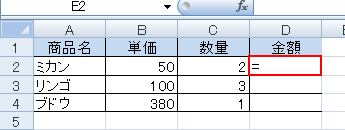 E2 fx
A B C D
1 商品名 単価 数量 金額
2 ミカン 50 2 =
3 リンゴ 100 3
4 ブドウ 380 1
5